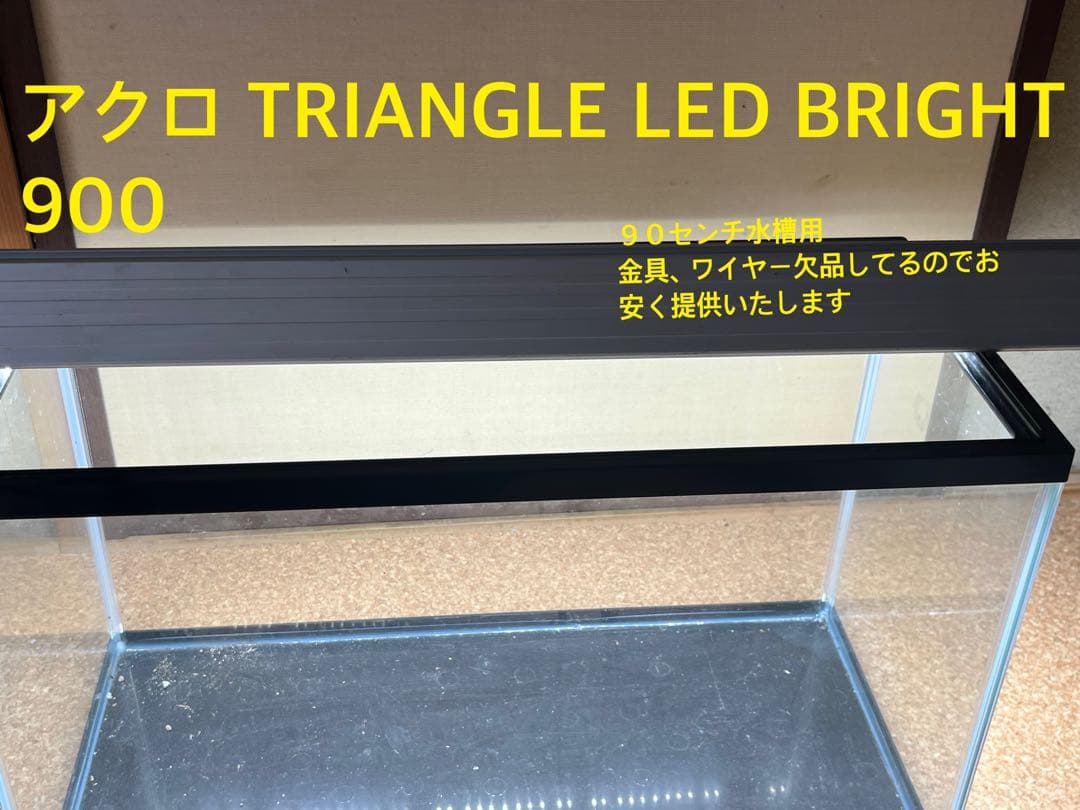 アクロ TRIANGLE LED BRIGHT
900
９０センチ水槽用
金具、ワイヤー欠品してるのでお
安く提供いたします